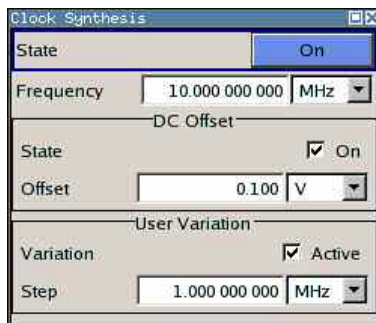 Clock Synthesis
State On
Frequency 10.000 000 000 MHz
DC Offset
State On
Offset 0.100 V
User Variation
Variation Active
Step 1.000 000 000 MHz